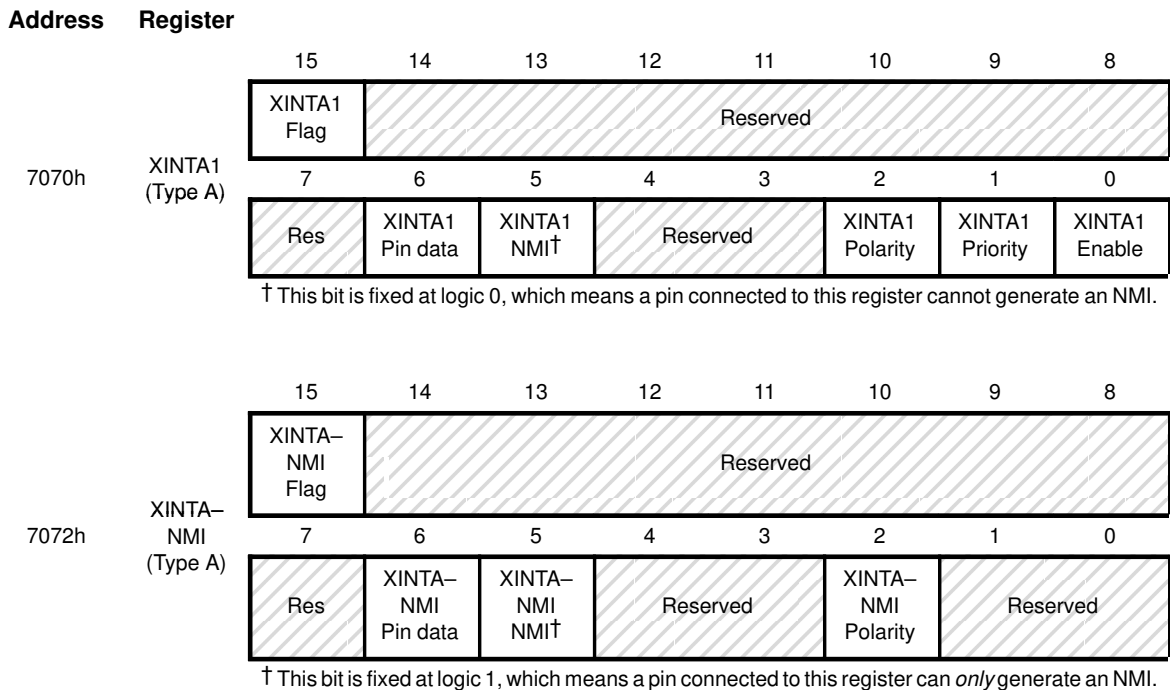 Address Register
15 14 13 12 11 10 9 8
XINTA1
Flag
Reserved
7070h
XINTA1
(Type A)
7 6 5 4 3 2 1 0
Res
XINTA1
Pin data
XINTA1
NMI†
Reserved
XINTA1
Polarity
XINTA1
Priority
XINTA1
Enable
† This bit is fixed at logic 0, which means a pin connected to this register cannot generate an NMI.
15 14 13 12 11 10 9 8
XINTA–
NMI
Flag
Reserved
7072h
XINTA–
NMI
(Type A)
7 6 5 4 3 2 1 0
Res
XINTA–
NMI
Pin data
XINTA–
NMI
NMI†
Reserved
XINTA–
NMI
Polarity
Reserved
† This bit is fixed at logic 1, which means a pin connected to this register can only generate an NMI.